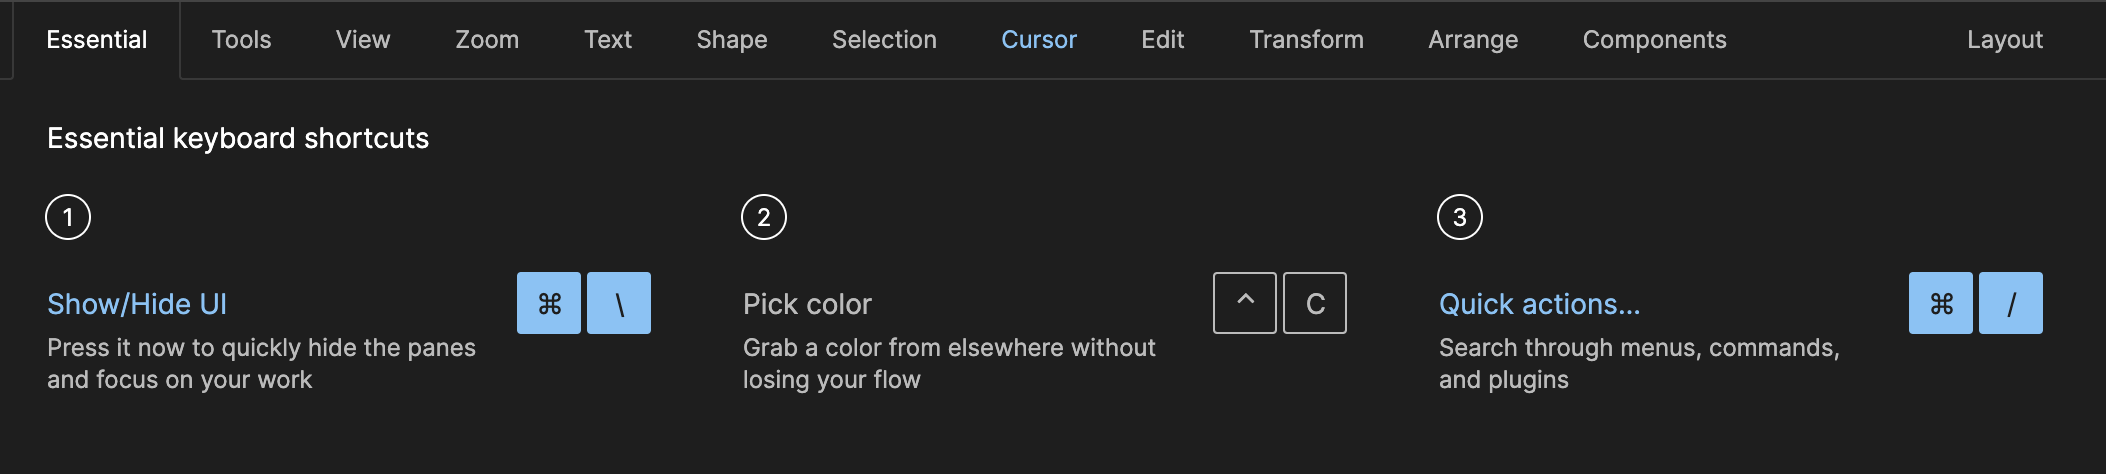 Essential Tools View Zoom Text Shape Selection Cursor Edit Transform Arrange Components Layout
Essential keyboard shortcuts
1
Show/Hide UI ⌘ \
Press it now to quickly hide the panes
and focus on your work
2
Pick color ^ C
Grab a color from elsewhere without
losing your flow
3
Quick actions... ⌘ /
Search through menus, commands,
and plugins